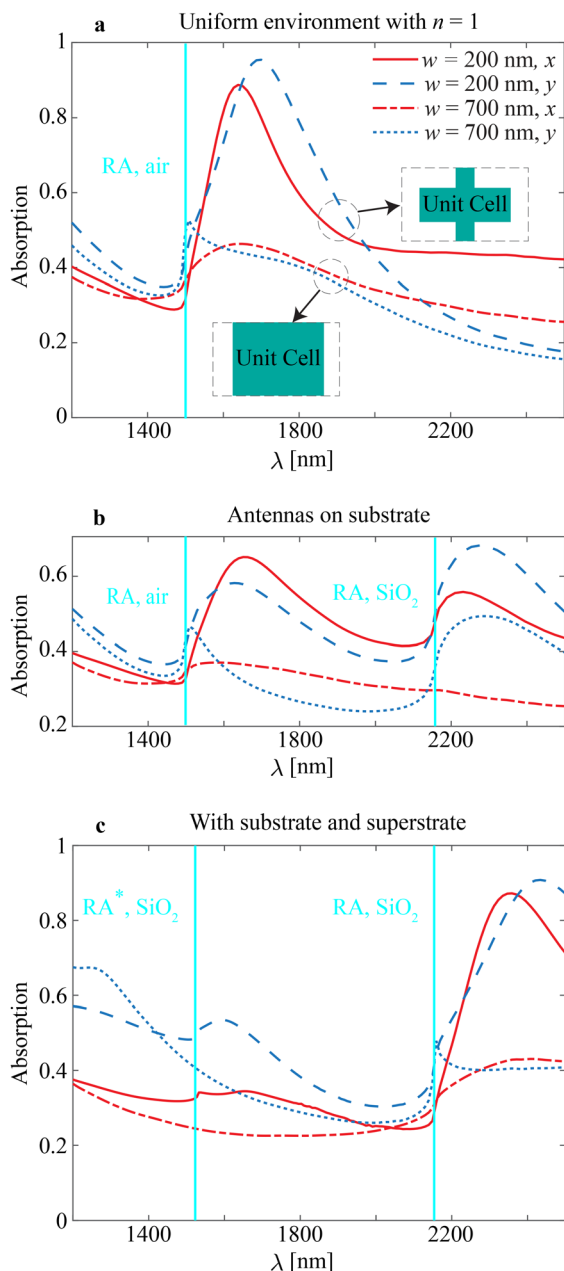 a Uniform environment with n = 1
1
0.8
0.6
0.4
0.2
0
Absorption
w = 200 nm, x
w = 200 nm, y
w = 700 nm, x
w = 700 nm, y
RA, air
Unit Cell
Unit Cell
1400 1800 2200
λ [nm]
b Antennas on substrate
0.6
0.4
0.2
Absorption
RA, air
RA, SiO₂
1400 1800 2200
λ [nm]
c With substrate and superstrate
1
0.8
0.6
0.4
0.2
0
Absorption
RA*, SiO₂
RA, SiO₂
1400 1800 2200
λ [nm]